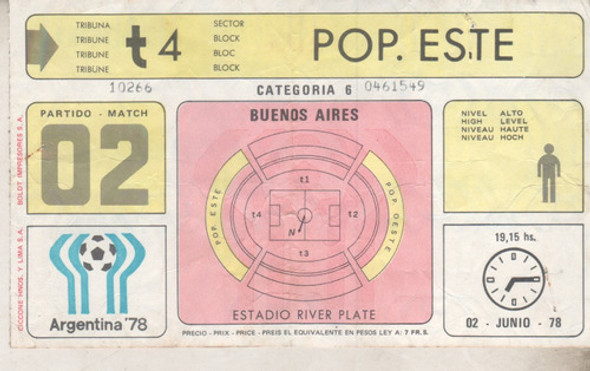 TRIBUNA
TRIBUNE
TRIBUNE
TRIBUNE
t 4
SECTOR
BLOCK
BLOC
BLOCK
POP. ESTE
10266
CATEGORIA 6
0461549
PARTIDO - MATCH
02
BUENOS AIRES
t1
POP. ESTE
t4
t2
POP. OESTE
N
t3
ESTADIO RIVER PLATE
NIVEL ALTO
HIGH LEVEL
NIVEAU HAUTE
NIVEAU HOCH
19,15 hs.
02 - JUNIO - 78
Argentina '78
PRECIO - PRIX - PRICE - PREIS EL EQUIVALENTE EN PESOS LEY A: 7 FR. S.
CICCONE HNOS. Y LIMA S.A. BOLDT IMPRESORES S.A.